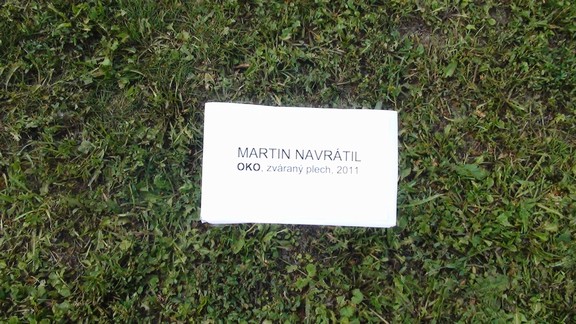 MARTIN NAVRÁTIL
OKO, zváraný plech, 2011